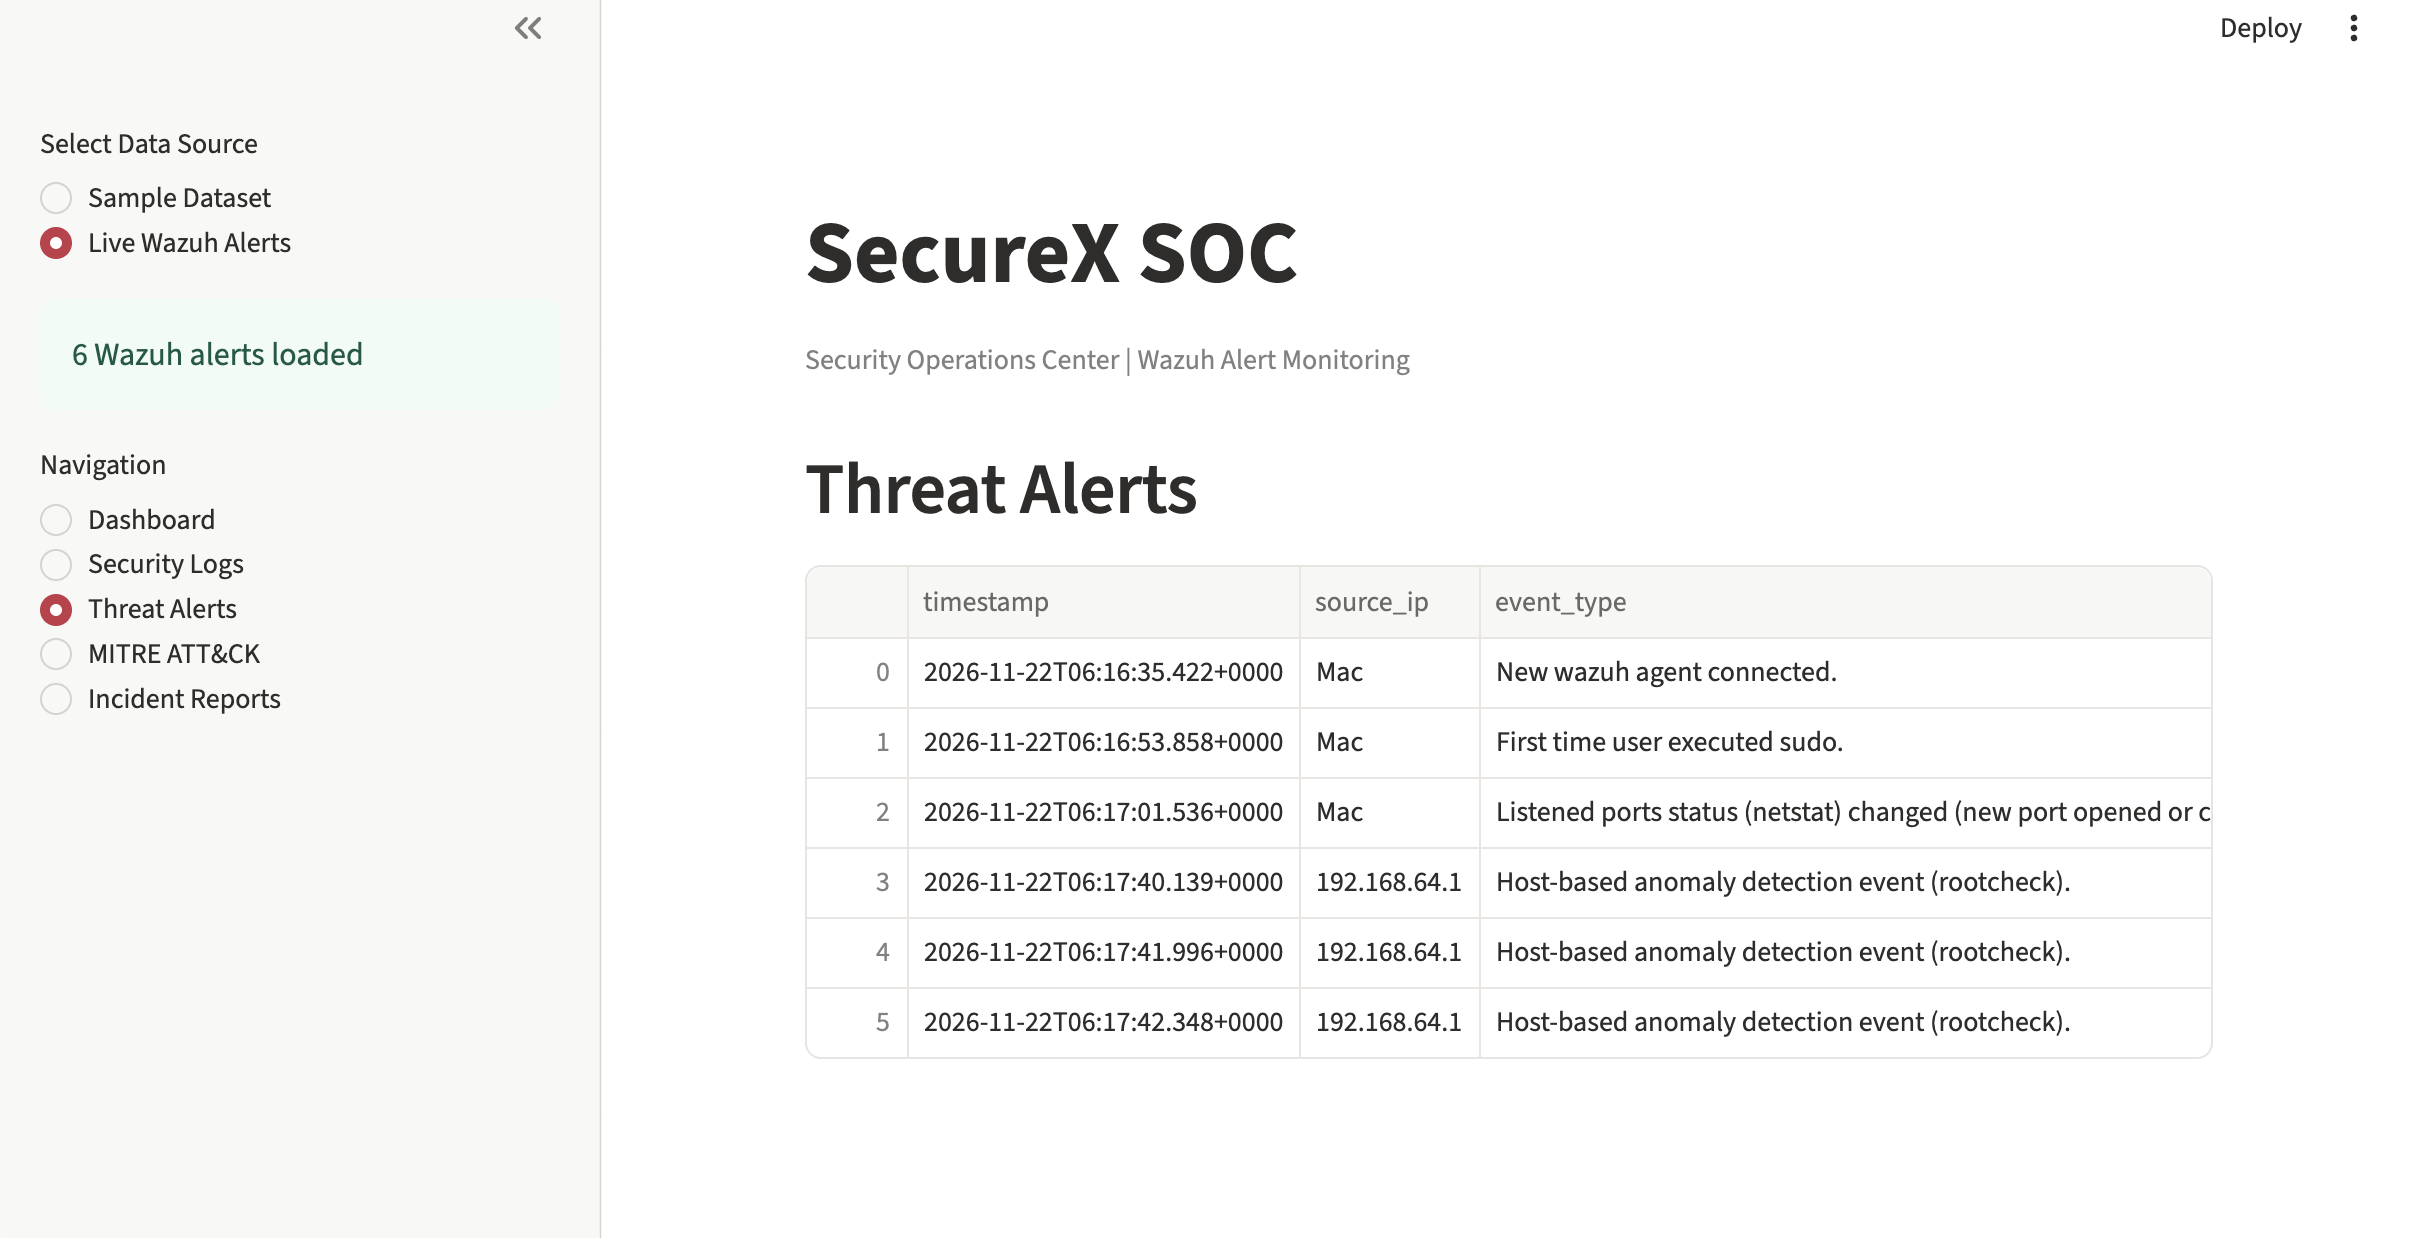 Deploy
Select Data Source
Sample Dataset
Live Wazuh Alerts
6 Wazuh alerts loaded
Navigation
Dashboard
Security Logs
Threat Alerts
MITRE ATT&CK
Incident Reports
SecureX SOC
Security Operations Center | Wazuh Alert Monitoring
Threat Alerts
timestamp source_ip event_type
0 2026-11-22T06:16:35.422+0000 Mac New wazuh agent connected.
1 2026-11-22T06:16:53.858+0000 Mac First time user executed sudo.
2 2026-11-22T06:17:01.536+0000 Mac Listened ports status (netstat) changed (new port opened or c
3 2026-11-22T06:17:40.139+0000 192.168.64.1 Host-based anomaly detection event (rootcheck).
4 2026-11-22T06:17:41.996+0000 192.168.64.1 Host-based anomaly detection event (rootcheck).
5 2026-11-22T06:17:42.348+0000 192.168.64.1 Host-based anomaly detection event (rootcheck).